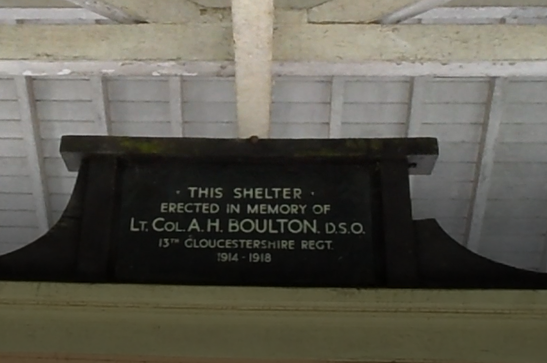 · THIS SHELTER ·
ERECTED IN MEMORY OF
LT. COL. A. H. BOULTON. D.S.O.
13TH GLOUCESTERSHIRE REGT.
1914 - 1918